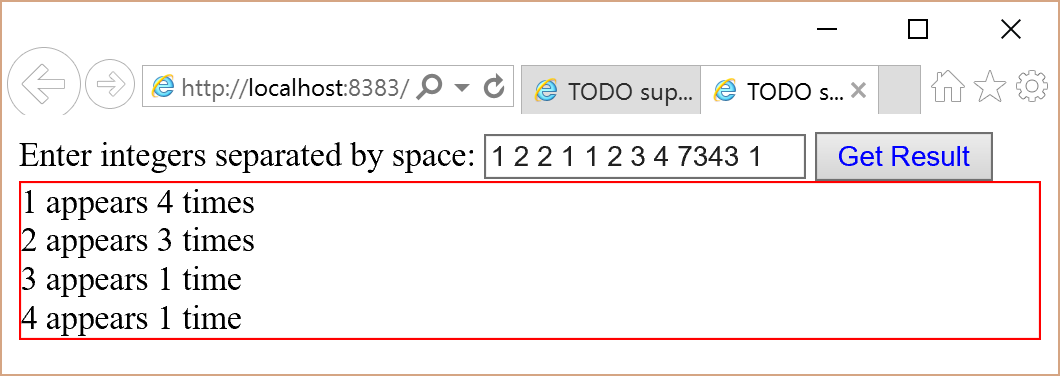 http://localhost:8383/ TODO sup... TODO s...
Enter integers separated by space: 1 2 2 1 1 2 3 4 7343 1 Get Result
1 appears 4 times
2 appears 3 times
3 appears 1 time
4 appears 1 time